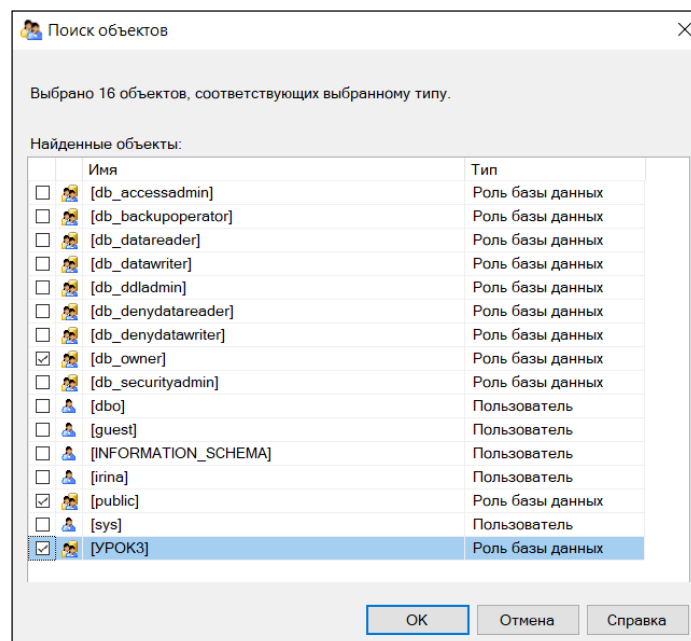 Поиск объектов
Выбрано 16 объектов, соответствующих выбранному типу.
Найденные объекты:
Имя Тип
[db_accessadmin] Роль базы данных
[db_backupoperator] Роль базы данных
[db_datareader] Роль базы данных
[db_datawriter] Роль базы данных
[db_ddladmin] Роль базы данных
[db_denydatareader] Роль базы данных
[db_denydatawriter] Роль базы данных
[db_owner] Роль базы данных
[db_securityadmin] Роль базы данных
[dbo] Пользователь
[guest] Пользователь
[INFORMATION_SCHEMA] Пользователь
[irina] Пользователь
[public] Роль базы данных
[sys] Пользователь
[УРОК3] Роль базы данных
OK Отмена Справка